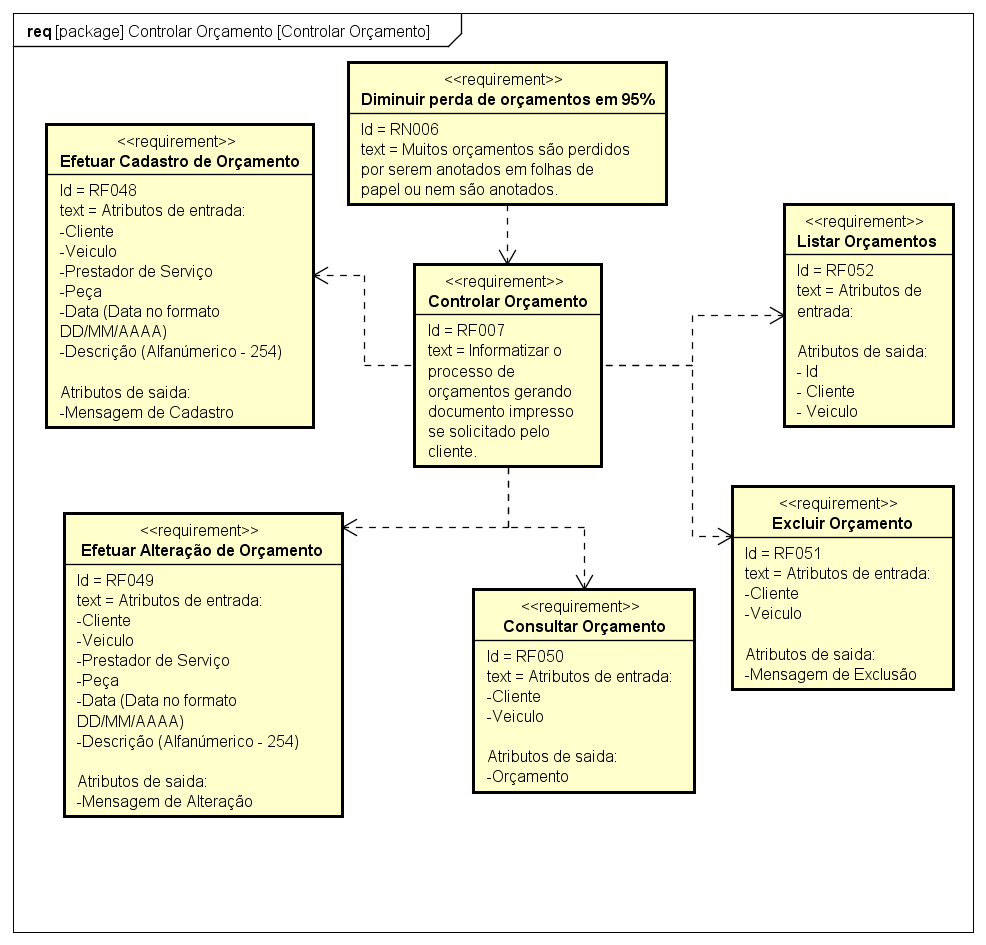 req [package] Controlar Orçamento [Controlar Orçamento]
<<requirement>>
Diminuir perda de orçamentos em 95%
Id = RN006
text = Muitos orçamentos são perdidos
por serem anotados em folhas de
papel ou nem são anotados.
<<requirement>>
Efetuar Cadastro de Orçamento
Id = RF048
text = Atributos de entrada:
-Cliente
-Veiculo
-Prestador de Serviço
-Peça
-Data (Data no formato
DD/MM/AAAA)
-Descrição (Alfanúmerico - 254)
Atributos de saida:
-Mensagem de Cadastro
<<requirement>>
Controlar Orçamento
Id = RF007
text = Informatizar o
processo de
orçamentos gerando
documento impresso
se solicitado pelo
cliente.
<<requirement>>
Listar Orçamentos
Id = RF052
text = Atributos de
entrada:
Atributos de saida:
- Id
- Cliente
- Veiculo
<<requirement>>
Efetuar Alteração de Orçamento
Id = RF049
text = Atributos de entrada:
-Cliente
-Veiculo
-Prestador de Serviço
-Peça
-Data (Data no formato
DD/MM/AAAA)
-Descrição (Alfanúmerico - 254)
Atributos de saida:
-Mensagem de Alteração
<<requirement>>
Consultar Orçamento
Id = RF050
text = Atributos de entrada:
-Cliente
-Veiculo
Atributos de saida:
-Orçamento
<<requirement>>
Excluir Orçamento
Id = RF051
text = Atributos de entrada:
-Cliente
-Veiculo
Atributos de saida:
-Mensagem de Exclusão